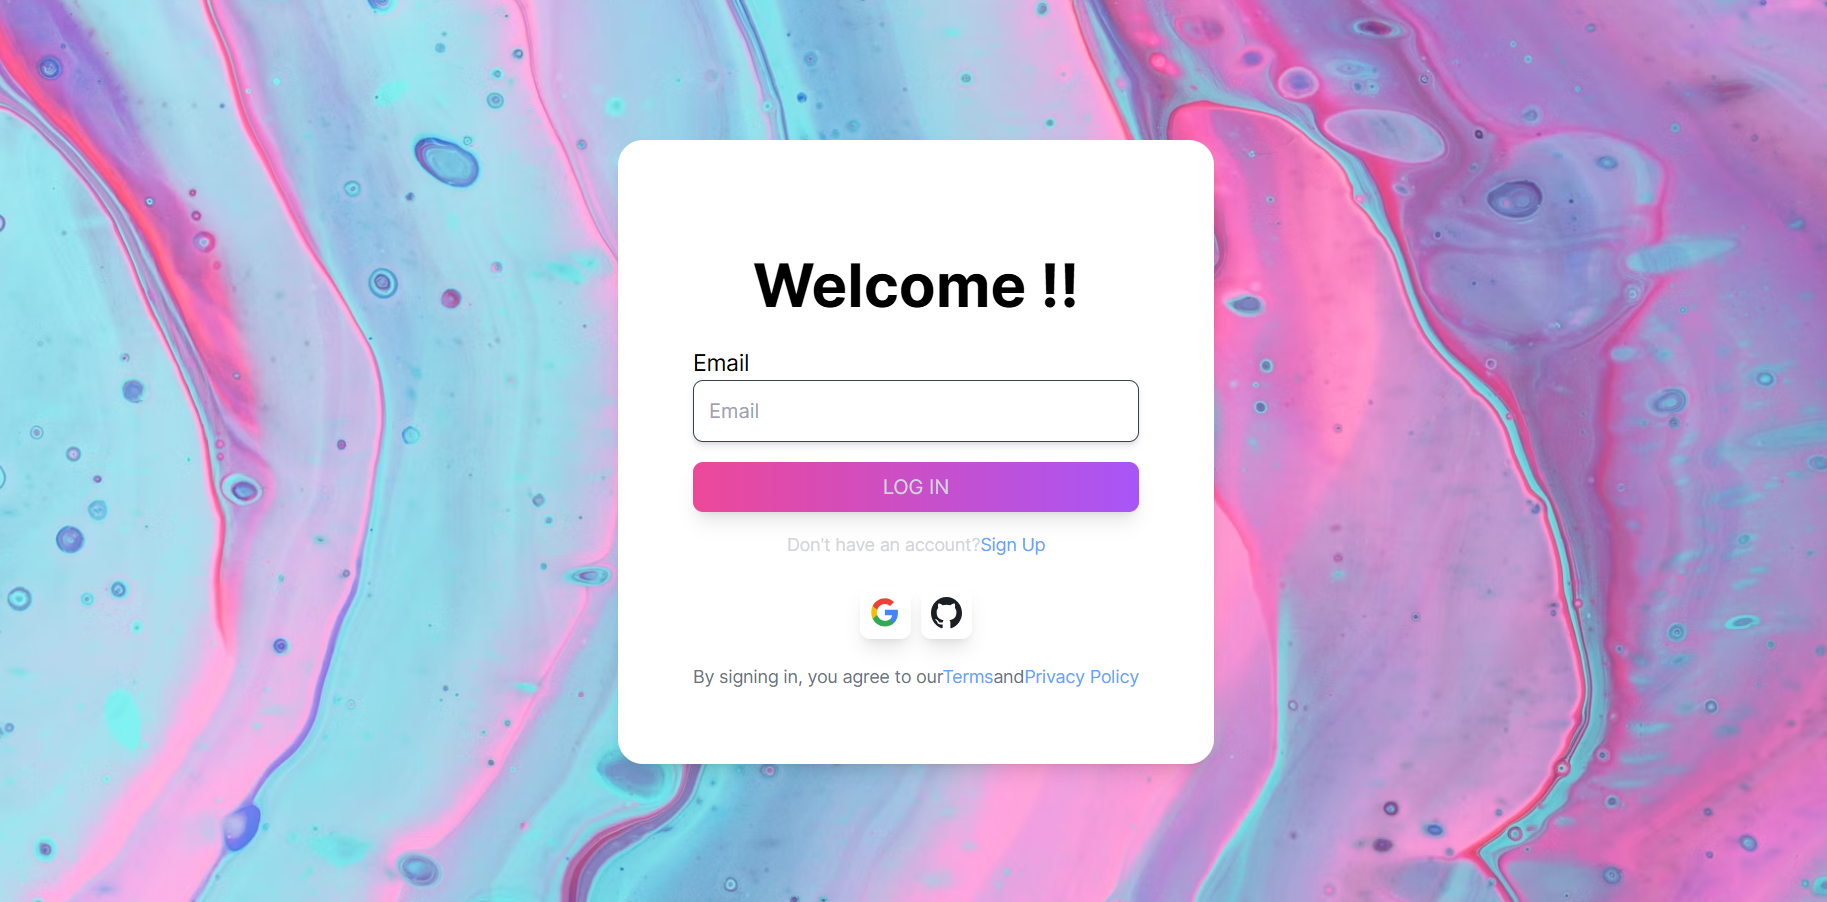 Welcome !!
Email
Email
LOG IN
Don't have an account?Sign Up
By signing in, you agree to ourTermsandPrivacy Policy